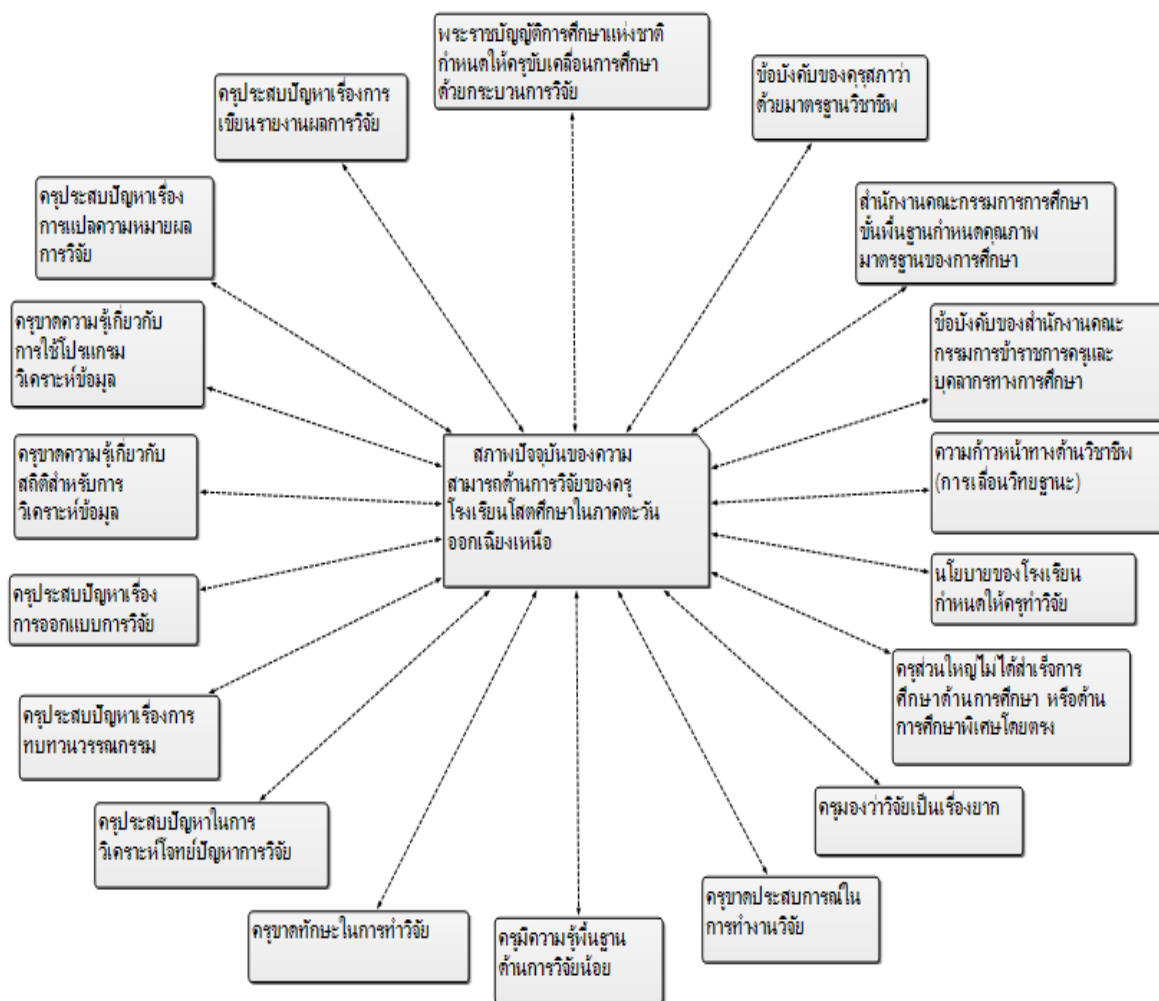 พระราชบัญญัติการศึกษาแห่งชาติ
กำหนดให้ครูขับเคลื่อนการศึกษา
ด้วยกระบวนการวิจัย
ข้อบังคับของคุรุสภาว่า
ด้วยมาตรฐานวิชาชีพ
ครูประสบปัญหาเรื่องการ
เขียนรายงานผลการวิจัย
ครูประสบปัญหาเรื่อง
การแปลความหมายผล
การวิจัย
สำนักงานคณะกรรมการการศึกษา
ขั้นพื้นฐานกำหนดคุณภาพ
มาตรฐานของการศึกษา
ครูขาดความรู้เกี่ยวกับ
การใช้โปรแกรม
วิเคราะห์ข้อมูล
ข้อบังคับของสำนักงานคณะ
กรรมการข้าราชการครูและ
บุคลากรทางการศึกษา
ครูขาดความรู้เกี่ยวกับ
สถิติสำหรับการ
วิเคราะห์ข้อมูล
สภาพปัจจุบันของความ
สามารถด้านการวิจัยของครู
โรงเรียนโสตศึกษาในภาคตะวัน
ออกเฉียงเหนือ
ความก้าวหน้าทางด้านวิชาชีพ
(การเลื่อนวิทยฐานะ)
ครูประสบปัญหาเรื่อง
การออกแบบการวิจัย
นโยบายของโรงเรียน
กำหนดให้ครูทำวิจัย
ครูส่วนใหญ่ไม่ได้สำเร็จการ
ศึกษาด้านการศึกษา หรือด้าน
การศึกษาพิเศษโดยตรง
ครูประสบปัญหาเรื่องการ
ทบทวนวรรณกรรม
ครูประสบปัญหาในการ
วิเคราะห์โจทย์ปัญหาการวิจัย
ครูมองว่าวิจัยเป็นเรื่องยาก
ครูขาดทักษะในการทำวิจัย
ครูมีความรู้พื้นฐาน
ด้านการวิจัยน้อย
ครูขาดประสบการณ์ใน
การทำงานวิจัย